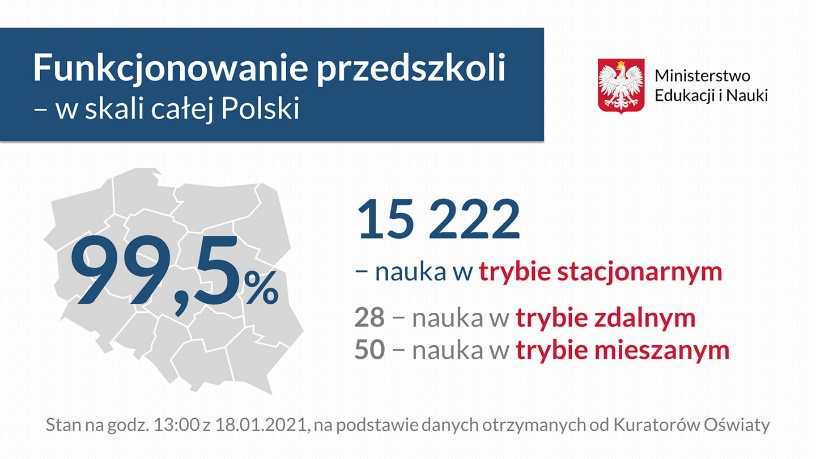 Funkcjonowanie przedszkoli
– w skali całej Polski
Ministerstwo
Edukacji i Nauki
99,5%
15 222
– nauka w trybie stacjonarnym
28 – nauka w trybie zdalnym
50 – nauka w trybie mieszanym
Stan na godz. 13:00 z 18.01.2021, na podstawie danych otrzymanych od Kuratorów Oświaty